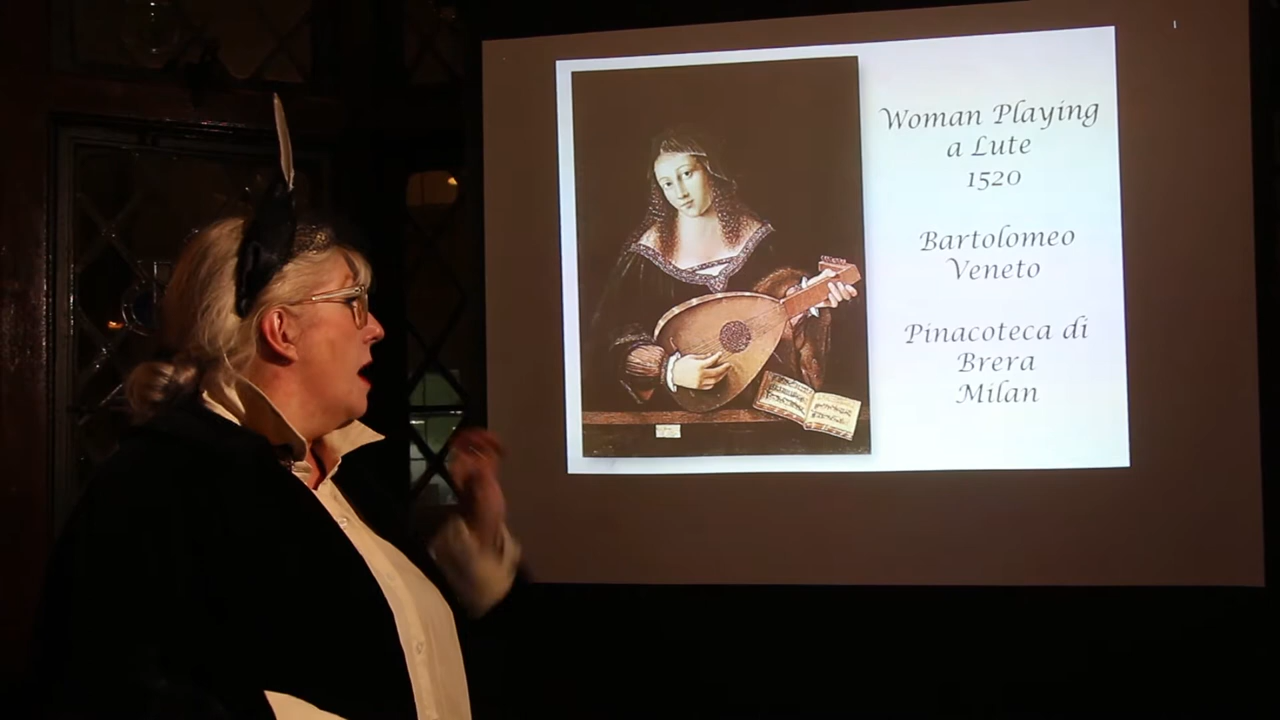 Woman Playing
a Lute
1520
Bartolomeo
Veneto
Pinacoteca di
Brera
Milan